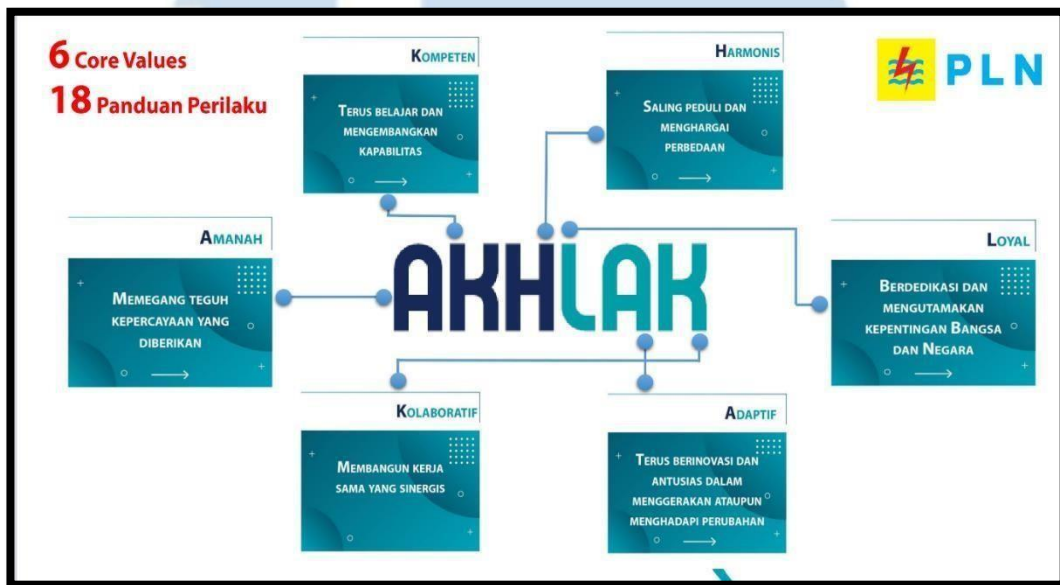 6 Core Values
18 Panduan Perilaku
KOMPETEN
TERUS BELAJAR DAN
MENGEMBANGKAN
KAPABILITAS
HARMONIS
SALING PEDULI DAN
MENGHARGAI
PERBEDAAN
PLN
AMANAH
MEMEGANG TEGUH
KEPERCAYAAN YANG
DIBERIKAN
AKHLAK
LOYAL
BERDEDIKASI DAN
MENGUTAMAKAN
KEPENTINGAN BANGSA
DAN NEGARA
KOLABORATIF
MEMBANGUN KERJA
SAMA YANG SINERGIS
ADAPTIF
TERUS BERINOVASI DAN
ANTUSIAS DALAM
MENGGERAKAN ATAUPUN
MENGHADAPI PERUBAHAN